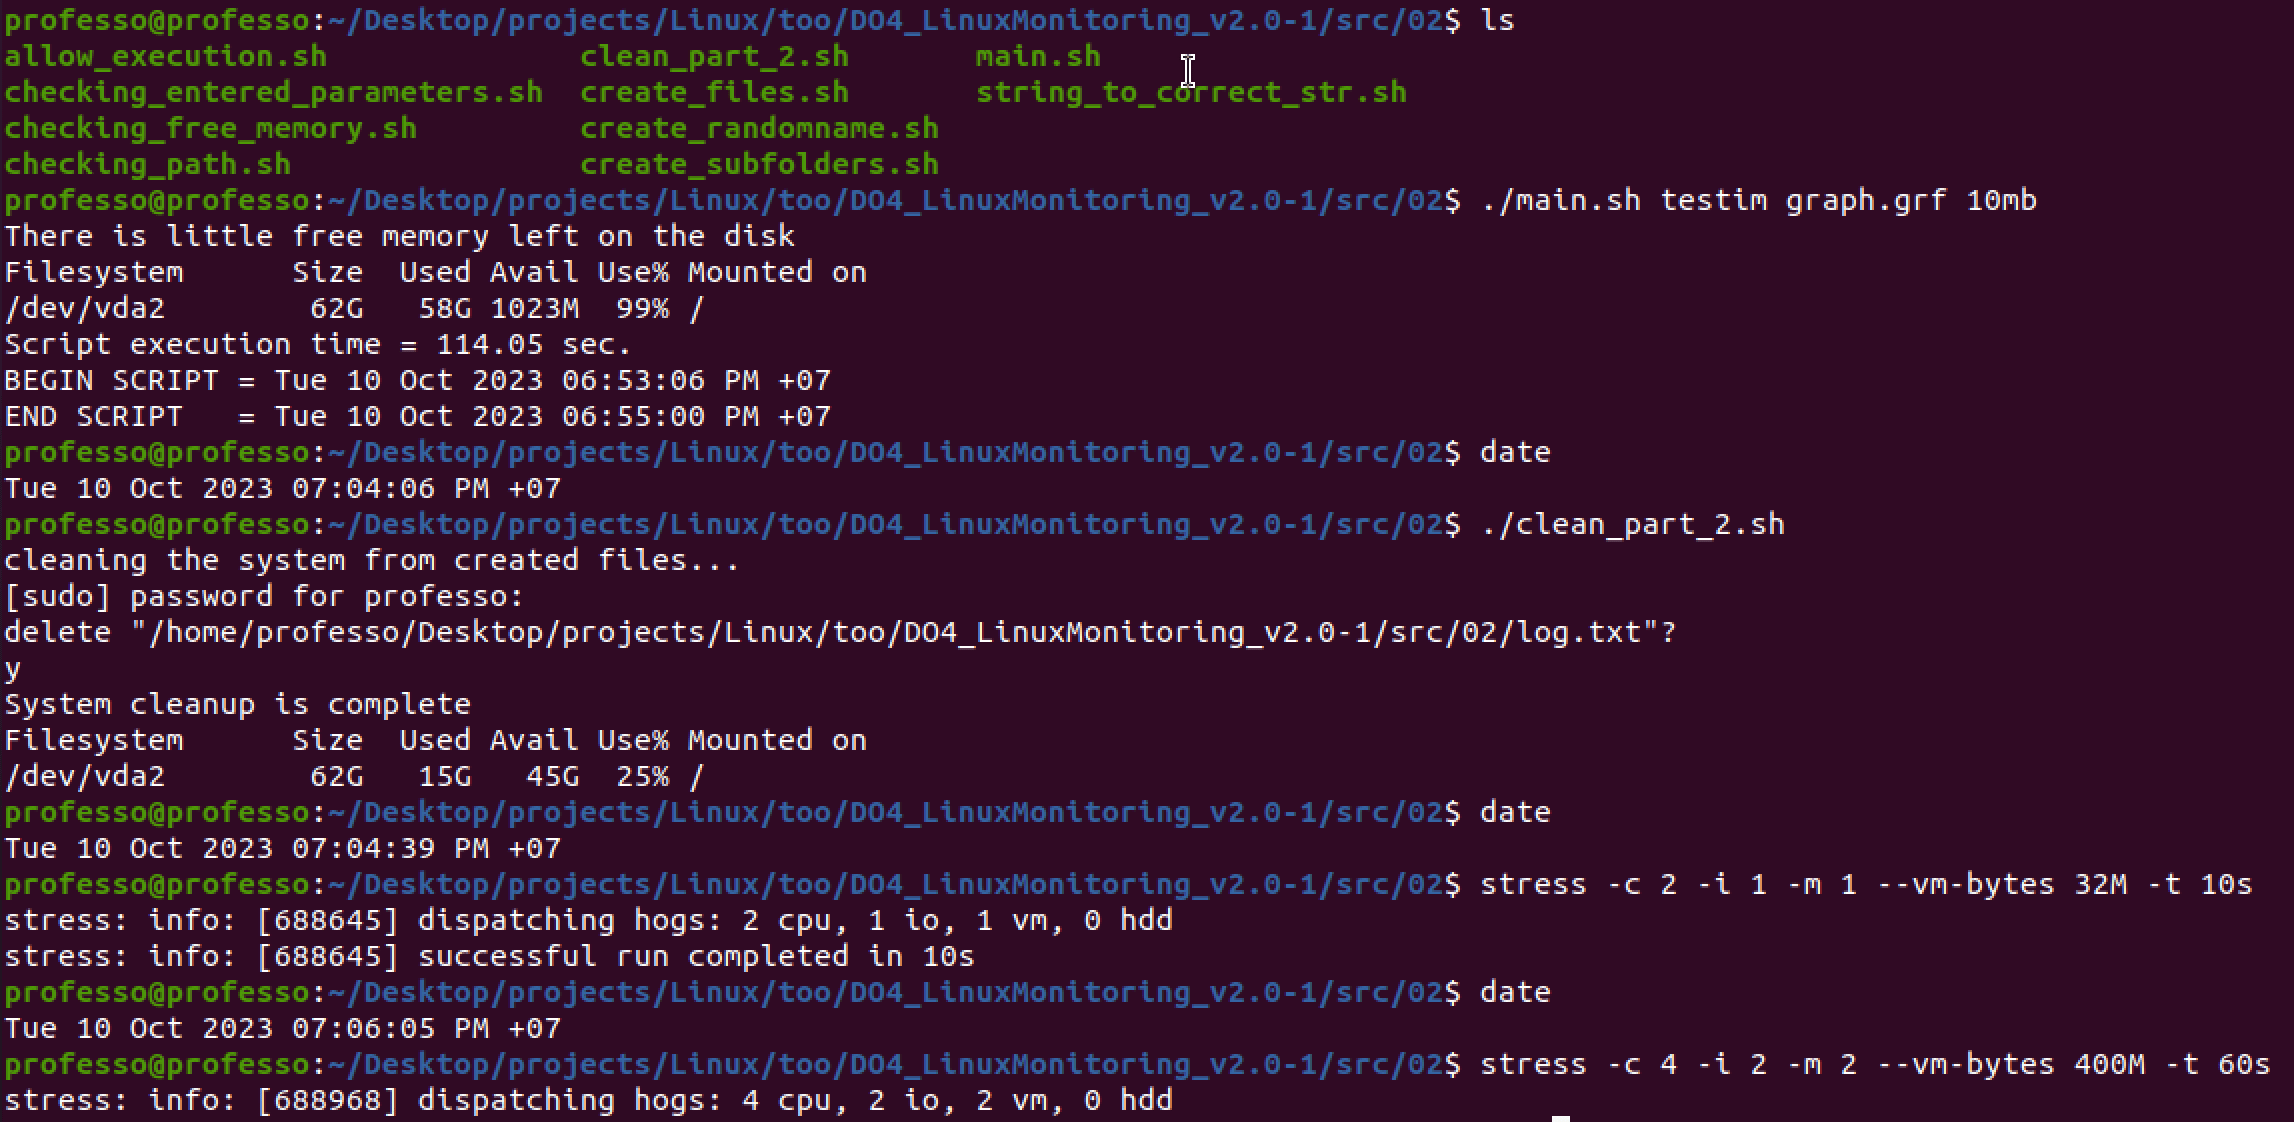 professo@professo:~/Desktop/projects/Linux/too/DO4_LinuxMonitoring_v2.0-1/src/02$ ls
allow_execution.sh              clean_part_2.sh        main.sh
checking_entered_parameters.sh  create_files.sh        string_to_correct_str.sh
checking_free_memory.sh         create_randomname.sh
checking_path.sh                create_subfolders.sh
professo@professo:~/Desktop/projects/Linux/too/DO4_LinuxMonitoring_v2.0-1/src/02$ ./main.sh testim graph.grf 10mb
There is little free memory left on the disk
Filesystem      Size  Used Avail Use% Mounted on
/dev/vda2        62G   58G 1023M  99% /
Script execution time = 114.05 sec.
BEGIN SCRIPT = Tue 10 Oct 2023 06:53:06 PM +07
END SCRIPT   = Tue 10 Oct 2023 06:55:00 PM +07
professo@professo:~/Desktop/projects/Linux/too/DO4_LinuxMonitoring_v2.0-1/src/02$ date
Tue 10 Oct 2023 07:04:06 PM +07
professo@professo:~/Desktop/projects/Linux/too/DO4_LinuxMonitoring_v2.0-1/src/02$ ./clean_part_2.sh
cleaning the system from created files...
[sudo] password for professo:
delete "/home/professo/Desktop/projects/Linux/too/DO4_LinuxMonitoring_v2.0-1/src/02/log.txt"?
y
System cleanup is complete
Filesystem      Size  Used Avail Use% Mounted on
/dev/vda2        62G   15G   45G  25% /
professo@professo:~/Desktop/projects/Linux/too/DO4_LinuxMonitoring_v2.0-1/src/02$ date
Tue 10 Oct 2023 07:04:39 PM +07
professo@professo:~/Desktop/projects/Linux/too/DO4_LinuxMonitoring_v2.0-1/src/02$ stress -c 2 -i 1 -m 1 --vm-bytes 32M -t 10s
stress: info: [688645] dispatching hogs: 2 cpu, 1 io, 1 vm, 0 hdd
stress: info: [688645] successful run completed in 10s
professo@professo:~/Desktop/projects/Linux/too/DO4_LinuxMonitoring_v2.0-1/src/02$ date
Tue 10 Oct 2023 07:06:05 PM +07
professo@professo:~/Desktop/projects/Linux/too/DO4_LinuxMonitoring_v2.0-1/src/02$ stress -c 4 -i 2 -m 2 --vm-bytes 400M -t 60s
stress: info: [688968] dispatching hogs: 4 cpu, 2 io, 2 vm, 0 hdd